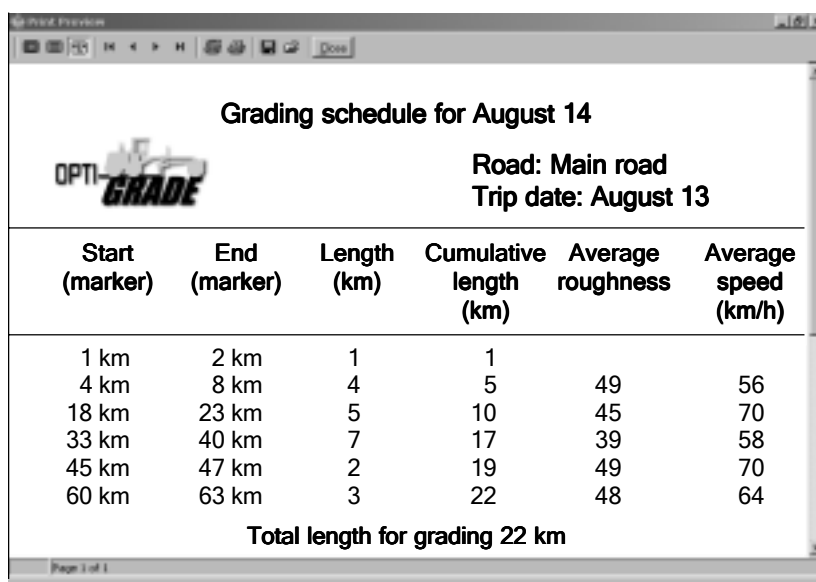 Print Preview
Close
Grading schedule for August 14
OPTI-GRADE
Road: Main road
Trip date: August 13
Start (marker) End (marker) Length (km) Cumulative length (km) Average roughness Average speed (km/h)
1 km 2 km 1 1
4 km 8 km 4 5 49 56
18 km 23 km 5 10 45 70
33 km 40 km 7 17 39 58
45 km 47 km 2 19 49 70
60 km 63 km 3 22 48 64
Total length for grading 22 km
Page 1 of 1